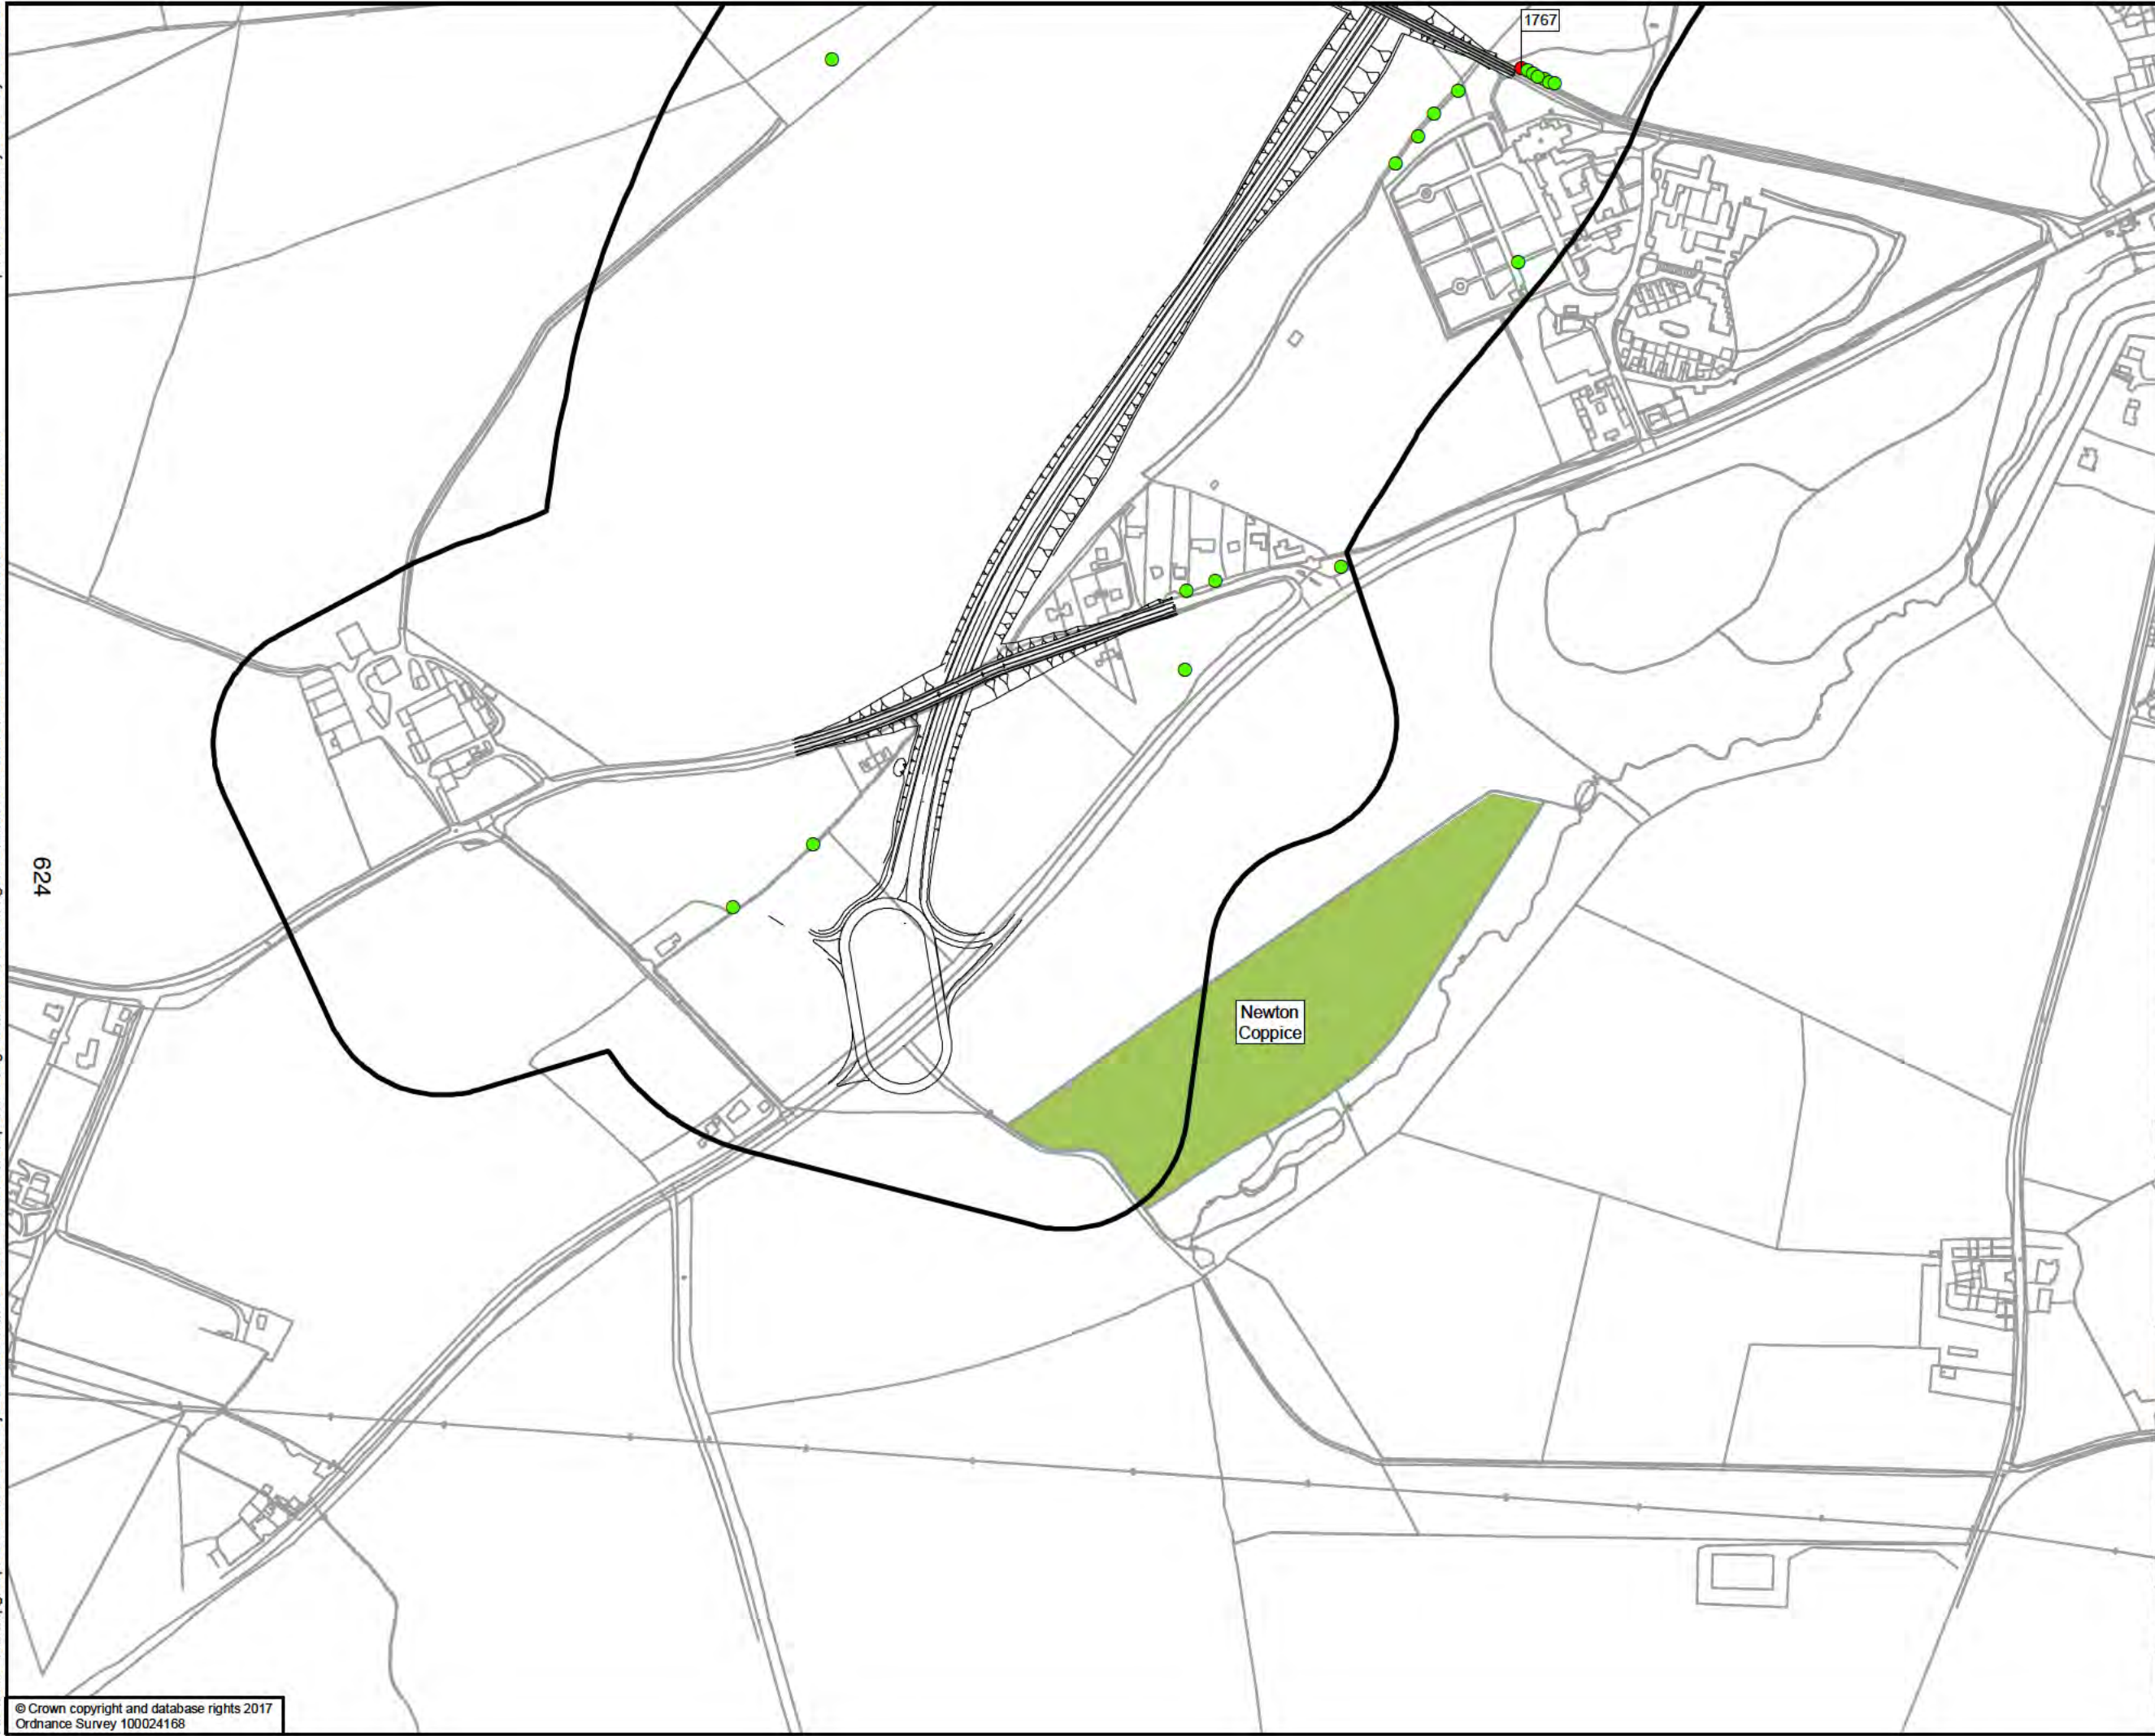 1767
624
Newton
Coppice
© Crown copyright and database rights 2017
Ordnance Survey 100024168